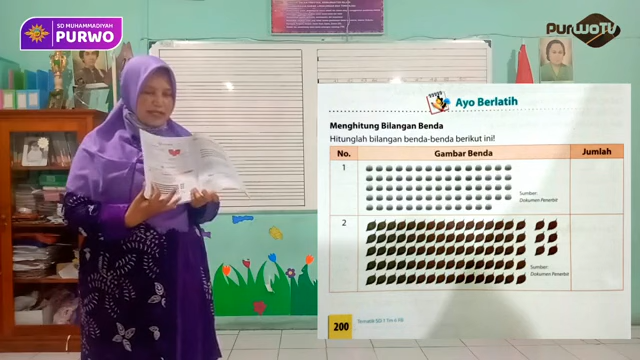 SD MUHAMMADIYAH
PURWO
PURWOTV
Ayo Berlatih
Menghitung Bilangan Benda
Hitunglah bilangan benda-benda berikut ini!
No.
Gambar Benda
Jumlah
1
Sumber:
Dokumen Penerbit
2
Sumber:
Dokumen Penerbit
200